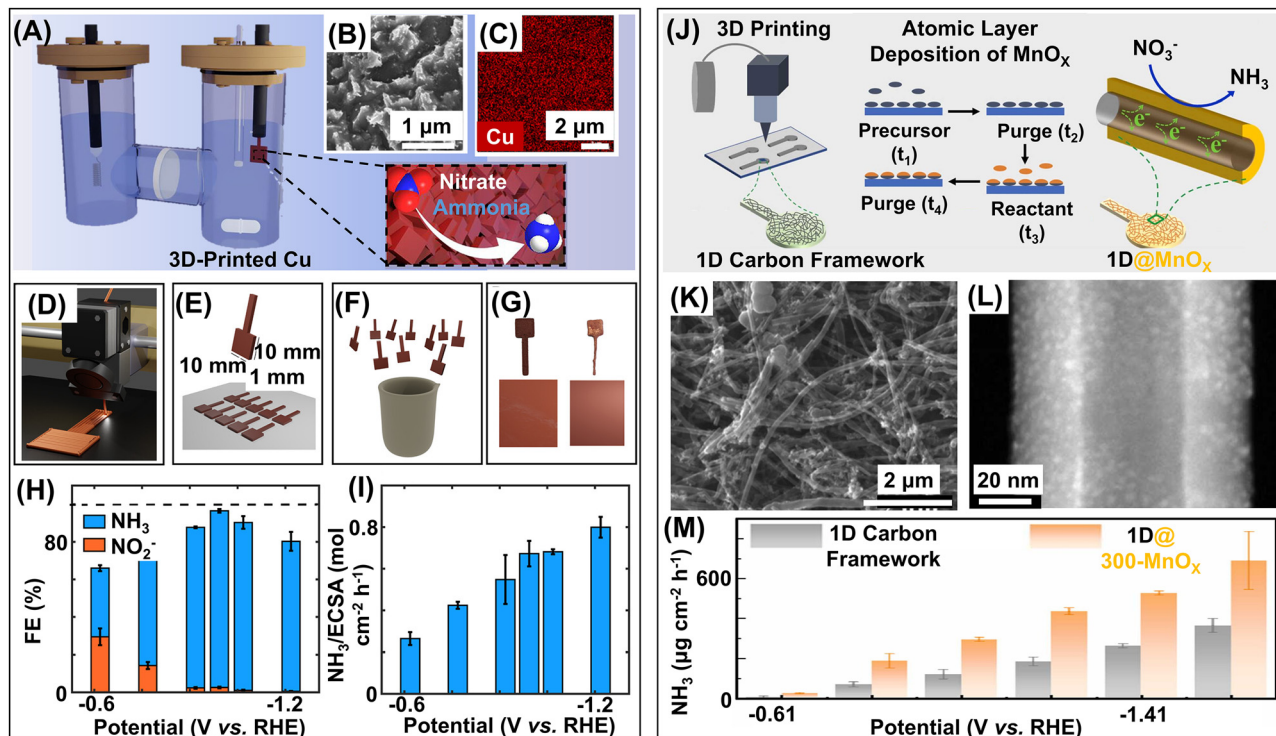 (A)
3D-Printed Cu
Nitrate
Ammonia
(B)
1 µm
(C)
Cu
2 µm
(D)
(E)
10 mm
10 mm
1 mm
(F)
(G)
(H)
NH₃
NO₂⁻
FE (%)
80
0
-0.6
-1.2
Potential (V vs. RHE)
(I)
NH₃/ECSA (mol
cm⁻² h⁻¹)
0.8
0.4
0
-0.6
-1.2
Potential (V vs. RHE)
(J)
3D Printing
1D Carbon Framework
Atomic Layer
Deposition of MnOₓ
Precursor
(t₁)
Purge (t₂)
Purge (t₄)
Reactant
(t₃)
NO₃⁻
NH₃
e⁻
e⁻
e⁻
1D@MnOₓ
(K)
2 µm
(L)
20 nm
(M)
1D Carbon
Framework
1D@
300-MnOₓ
NH₃ (µg cm⁻² h⁻¹)
600
0
-0.61
-1.41
Potential (V vs. RHE)